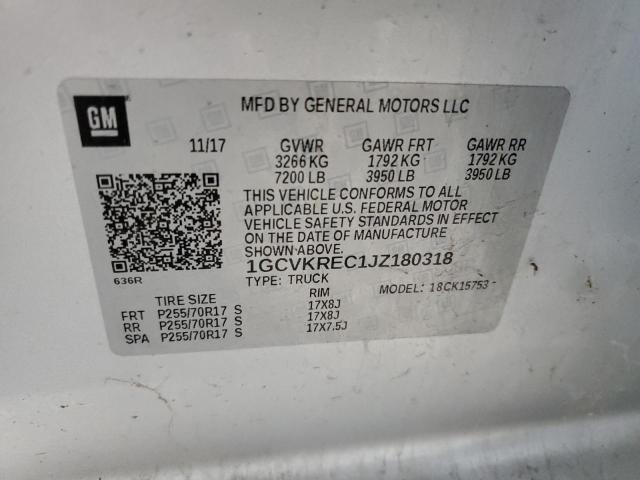 GM
MFD BY GENERAL MOTORS LLC
11/17 GVWR GAWR FRT GAWR RR
3266 KG 1792 KG 1792 KG
7200 LB 3950 LB 3950 LB
THIS VEHICLE CONFORMS TO ALL
APPLICABLE U.S. FEDERAL MOTOR
VEHICLE SAFETY STANDARDS IN EFFECT
ON THE DATE OF MANUFACTURE
SHOWN ABOVE.
1GCVKREC1JZ180318
636R
TYPE: TRUCK MODEL: 18CK15753
TIRE SIZE RIM
FRT P255/70R17 S 17X8J
RR P255/70R17 S 17X8J
SPA P255/70R17 S 17X7.5J